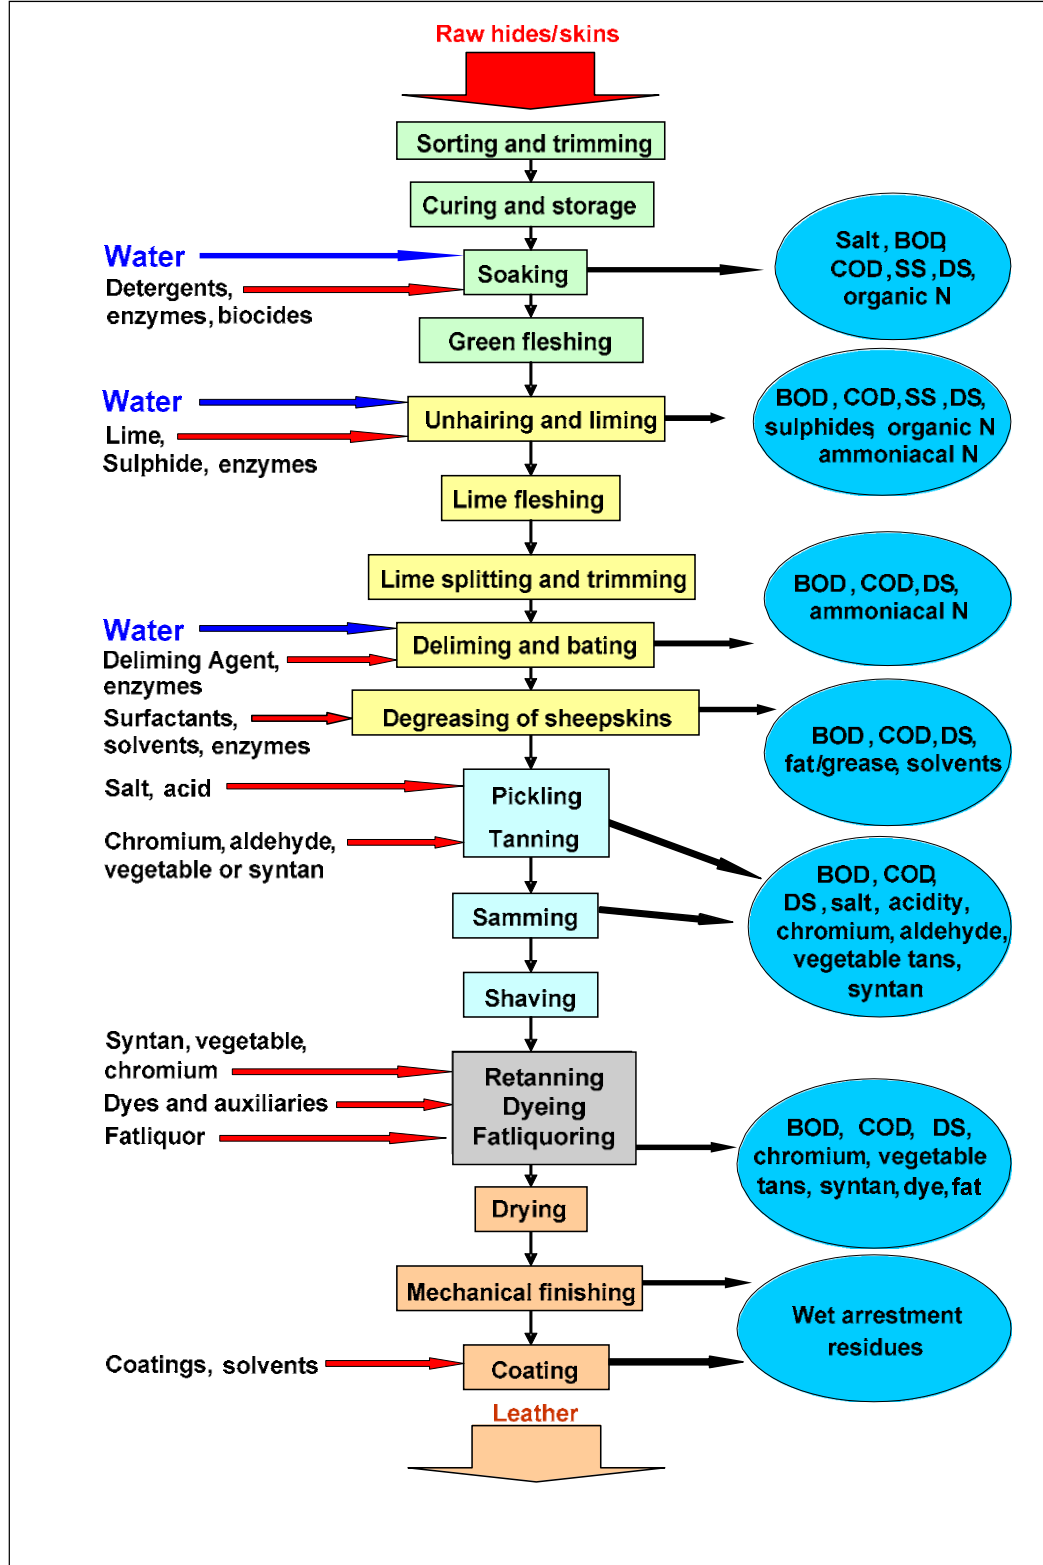 Raw hides/skins
Sorting and trimming
Curing and storage
Water
Detergents,
enzymes, biocides
Soaking
Salt, BOD,
COD, SS, DS,
organic N
Green fleshing
Water
Lime,
Sulphide, enzymes
Unhairing and liming
BOD, COD, SS, DS,
sulphides, organic N
ammoniacal N
Lime fleshing
Lime splitting and trimming
Water
Deliming Agent,
enzymes
Deliming and bating
BOD, COD, DS,
ammoniacal N
Surfactants,
solvents, enzymes
Degreasing of sheepskins
BOD, COD, DS,
fat/grease, solvents
Salt, acid
Pickling
Chromium, aldehyde,
vegetable or syntan
Tanning
Samming
BOD, COD,
DS, salt, acidity,
chromium, aldehyde,
vegetable tans,
syntan
Shaving
Syntan, vegetable,
chromium
Dyes and auxiliaries
Fatliquor
Retanning
Dyeing
Fatliquoring
BOD, COD, DS,
chromium, vegetable
tans, syntan, dye, fat
Drying
Mechanical finishing
Wet arrestment
residues
Coatings, solvents
Coating
Leather